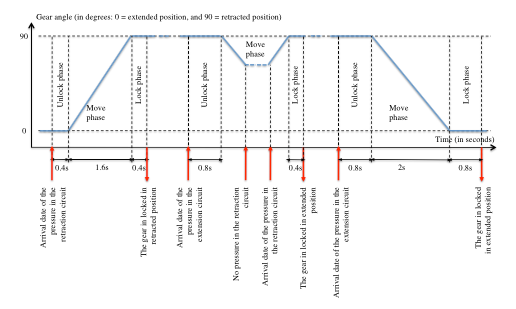 Gear angle (in degrees: 0 = extended position, and 90 = retracted position)
90
0
Unlock phase
Move
phase
Lock phase
Unlock phase
Move
phase
Lock phase
Unlock phase
Move
phase
Lock phase
Time (in seconds)
0.4s
1.6s
0.4s
0.8s
0.4s
0.8s
2s
0.8s
Arrival date of the
pressure in the
retraction circuit
The gear in locked in
retracted position
Arrival date of the
pressure in the
extension circuit
No pressure in the retraction
circuit
Arrival date of the pressure in
the retraction circuit
The gear in locked in extended
position
Arrival date of the pressure in the
extension circuit
The gear in locked
in extended position